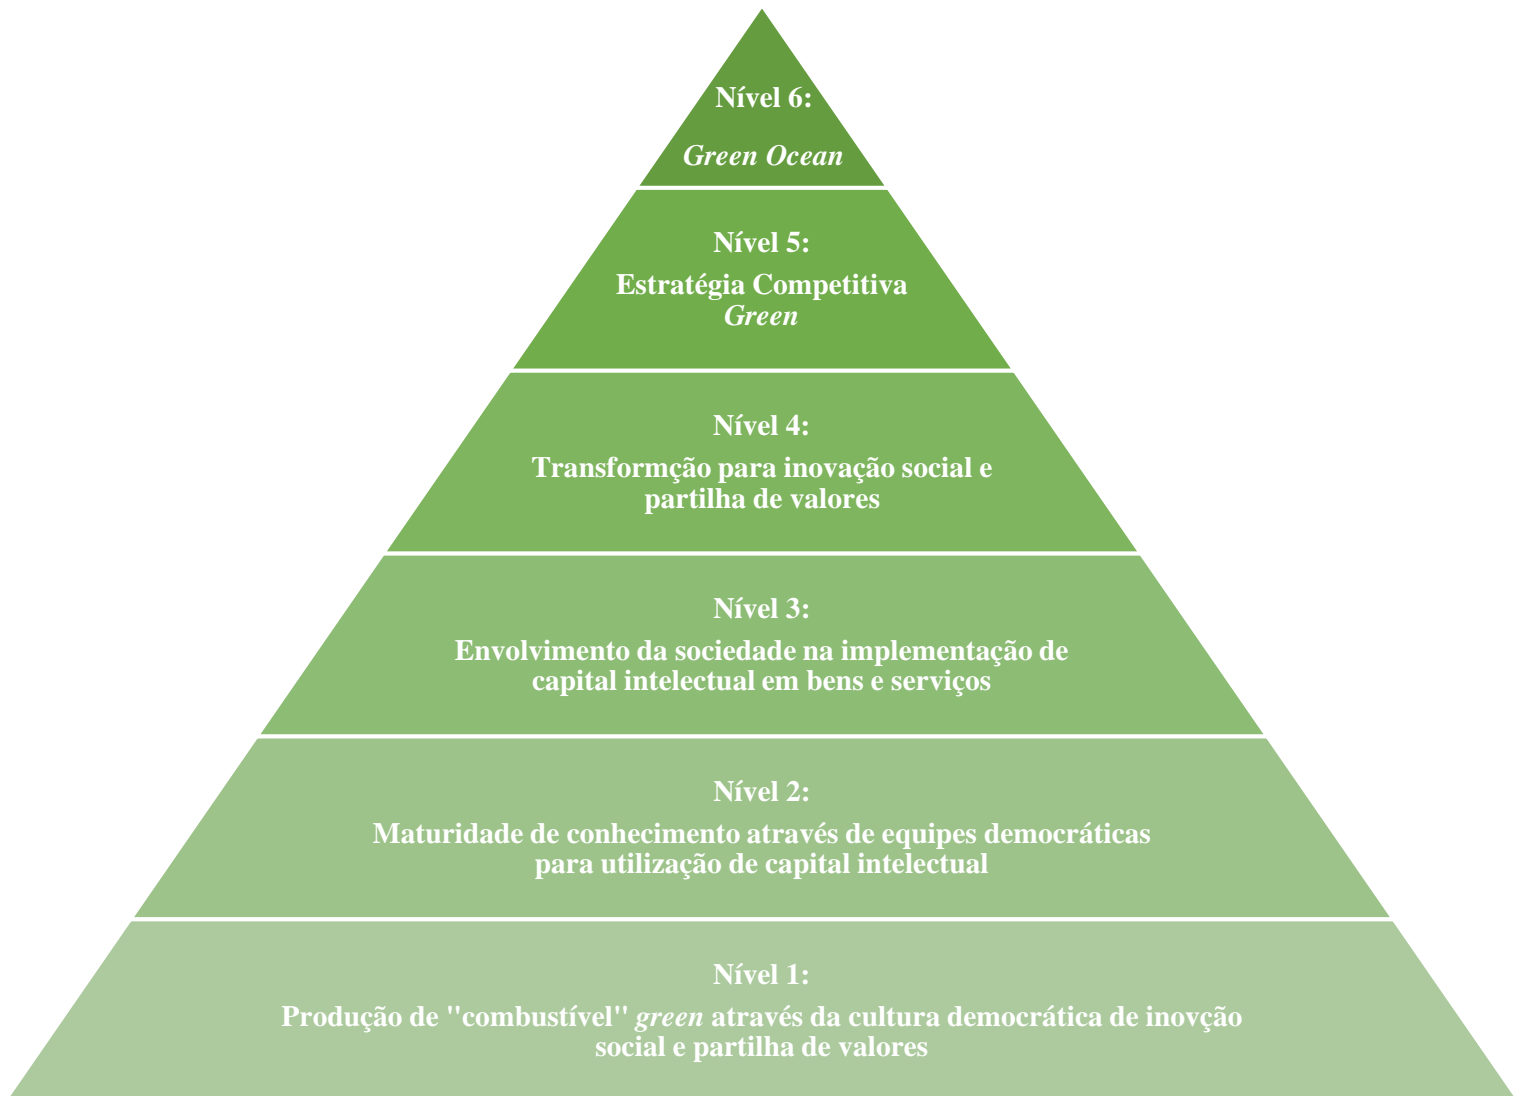 Nível 6:
Green Ocean
Nível 5:
Estratégia Competitiva
Green
Nível 4:
Transformção para inovação social e
partilha de valores
Nível 3:
Envolvimento da sociedade na implementação de
capital intelectual em bens e serviços
Nível 2:
Maturidade de conhecimento através de equipes democráticas
para utilização de capital intelectual
Nível 1:
Produção de "combustível" green através da cultura democrática de inovção
social e partilha de valores